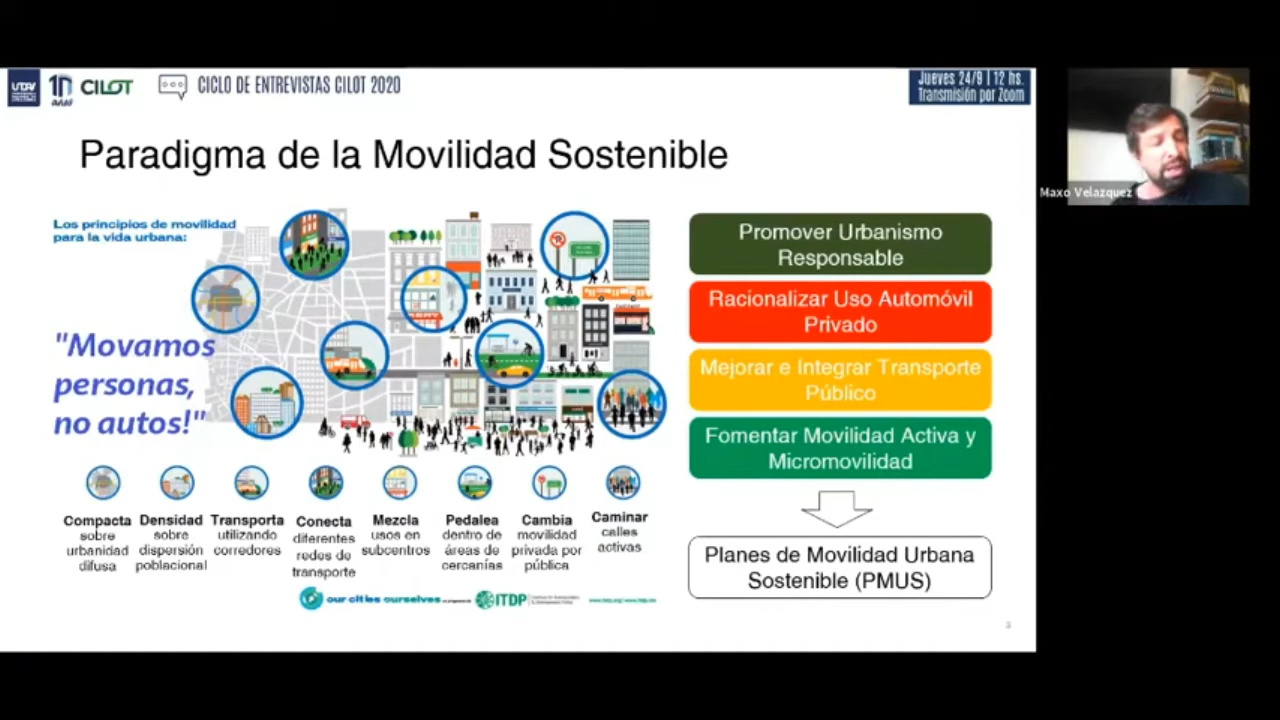 UTDT
10
años
CILOT
CICLO DE ENTREVISTAS CILOT 2020
Jueves 24/9 | 12 hs.
Transmisión por Zoom
Maxo Velazquez
Paradigma de la Movilidad Sostenible
Los principios de movilidad
para la vida urbana:
"Movamos
personas,
no autos!"
Compacta
sobre
urbanidad
difusa
Densidad
sobre
dispersión
poblacional
Transporta
utilizando
corredores
Conecta
diferentes
redes de
transporte
Mezcla
usos en
subcentros
Pedalea
dentro de
áreas de
cercanías
Cambia
movilidad
privada por
pública
Caminar
calles
activas
our cities ourselves
ITDP
Promover Urbanismo
Responsable
Racionalizar Uso Automóvil
Privado
Mejorar e Integrar Transporte
Público
Fomentar Movilidad Activa y
Micromovilidad
Planes de Movilidad Urbana
Sostenible (PMUS)
3